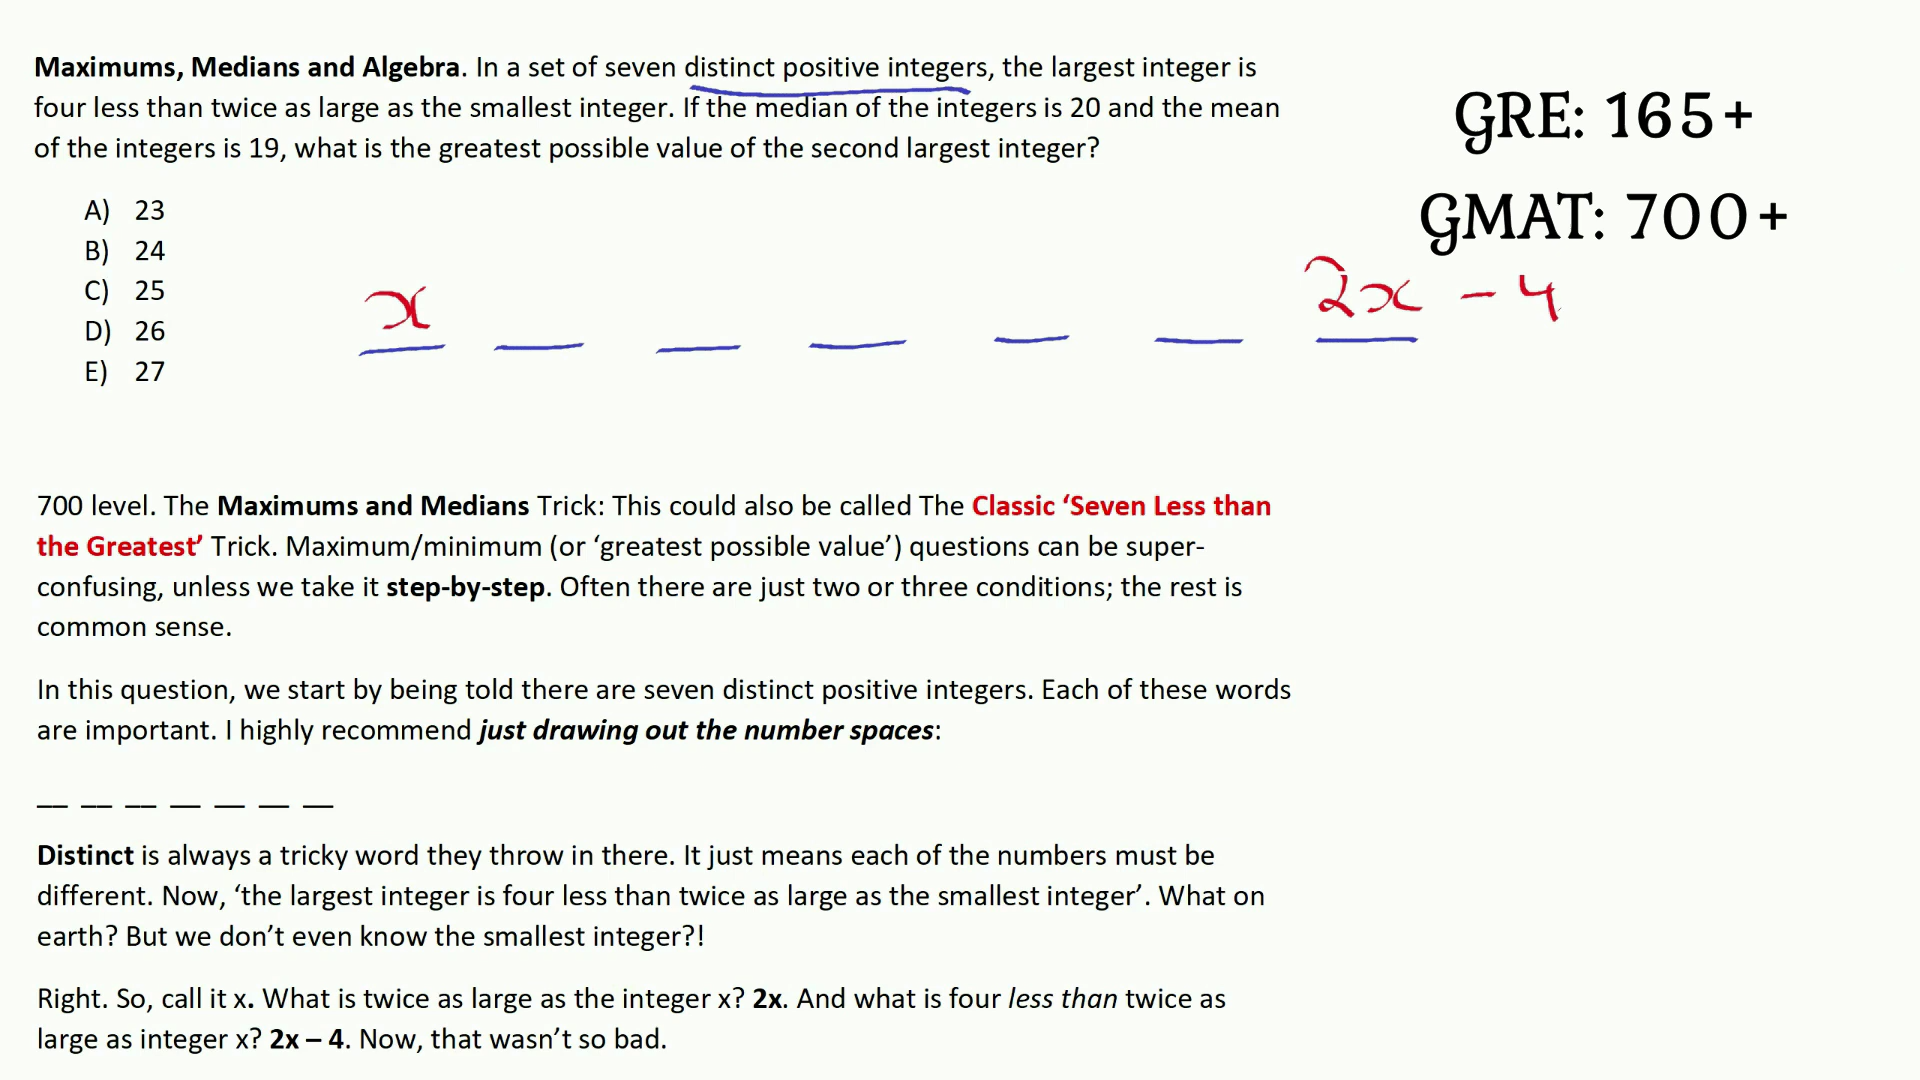 Maximums, Medians and Algebra. In a set of seven distinct positive integers, the largest integer is
four less than twice as large as the smallest integer. If the median of the integers is 20 and the mean
of the integers is 19, what is the greatest possible value of the second largest integer?
GRE: 165+
GMAT: 700+
A) 23
B) 24
C) 25
D) 26
E) 27
x 2x - 4
700 level. The Maximums and Medians Trick: This could also be called The Classic ‘Seven Less than
the Greatest’ Trick. Maximum/minimum (or ‘greatest possible value’) questions can be super-
confusing, unless we take it step-by-step. Often there are just two or three conditions; the rest is
common sense.
In this question, we start by being told there are seven distinct positive integers. Each of these words
are important. I highly recommend just drawing out the number spaces:
__ __ __ __ __ __ __
Distinct is always a tricky word they throw in there. It just means each of the numbers must be
different. Now, ‘the largest integer is four less than twice as large as the smallest integer’. What on
earth? But we don’t even know the smallest integer?!
Right. So, call it x. What is twice as large as the integer x? 2x. And what is four less than twice as
large as integer x? 2x – 4. Now, that wasn’t so bad.